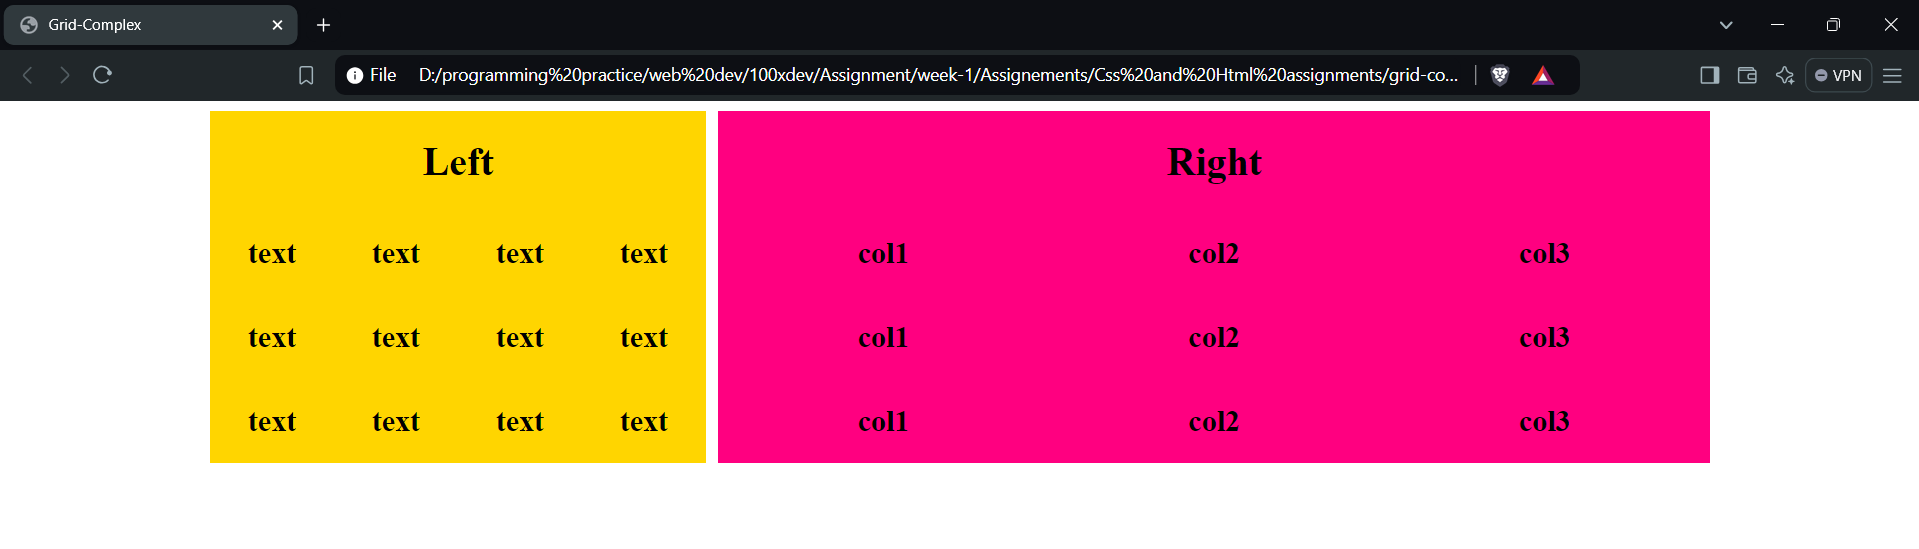 Grid-Complex
File D:/programming%20practice/web%20dev/100xdev/Assignment/week-1/Assignements/Css%20and%20Html%20assignments/grid-co... VPN
Left Right
text text text text col1 col2 col3
text text text text col1 col2 col3
text text text text col1 col2 col3